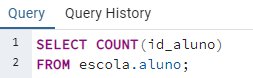 Query Query History
1 SELECT COUNT(id_aluno)
2 FROM escola.aluno;